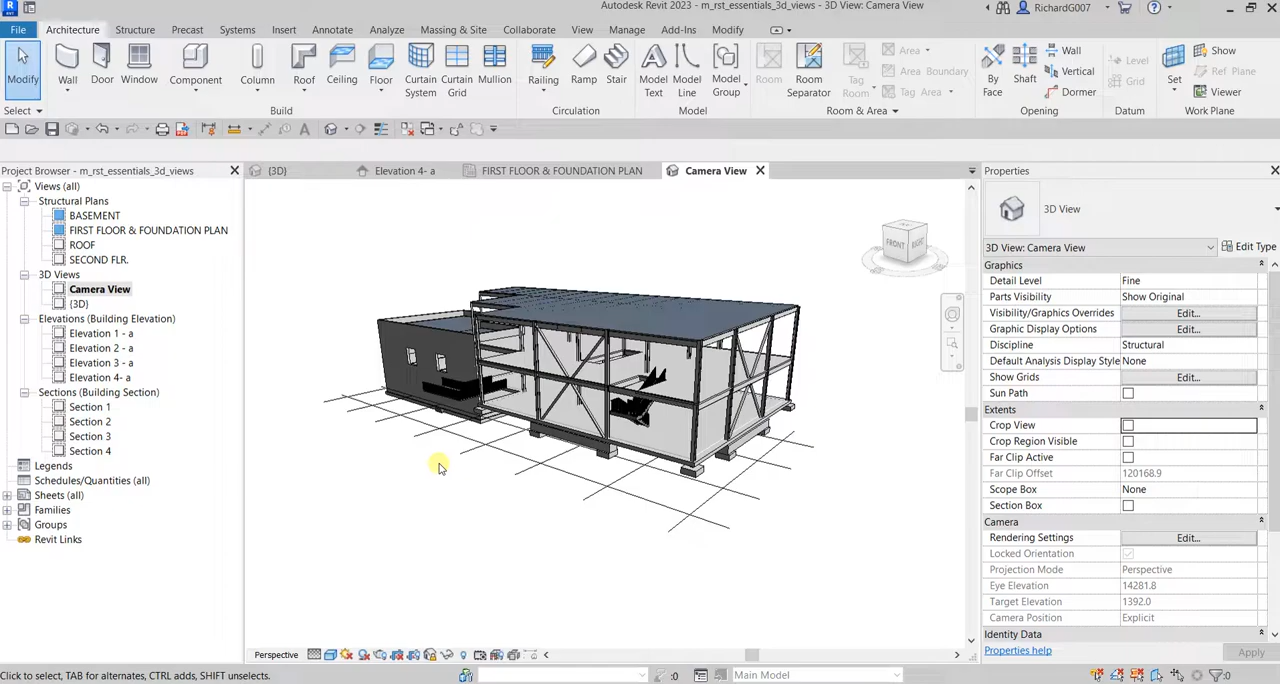 Autodesk Revit 2023 - m_rst_essentials_3d_views - 3D View: Camera View
RichardG007
File Architecture Structure Precast Systems Insert Annotate Analyze Massing & Site Collaborate View Manage Add-Ins Modify
Modify Wall Door Window Component Column Roof Ceiling Floor Curtain System Curtain Grid Mullion Railing Ramp Stair Model Text Model Line Model Group Room Room Separator Tag Room Area Area Boundary Tag Area By Face Shaft Wall Vertical Dormer Level Grid Set Show Ref Plane Viewer
Select Build Circulation Model Room & Area Opening Datum Work Plane
Project Browser - m_rst_essentials_3d_views
Views (all)
Structural Plans
BASEMENT
FIRST FLOOR & FOUNDATION PLAN
ROOF
SECOND FLR.
3D Views
Camera View
{3D}
Elevations (Building Elevation)
Elevation 1 - a
Elevation 2 - a
Elevation 3 - a
Elevation 4- a
Sections (Building Section)
Section 1
Section 2
Section 3
Section 4
Legends
Schedules/Quantities (all)
Sheets (all)
Families
Groups
Revit Links
{3D} Elevation 4- a FIRST FLOOR & FOUNDATION PLAN Camera View
FRONT RIGHT
Perspective
Properties
3D View
3D View: Camera View Edit Type
Graphics
Detail Level Fine
Parts Visibility Show Original
Visibility/Graphics Overrides Edit...
Graphic Display Options Edit...
Discipline Structural
Default Analysis Display Style None
Show Grids Edit...
Sun Path
Extents
Crop View
Crop Region Visible
Far Clip Active
Far Clip Offset 120168.9
Scope Box None
Section Box
Camera
Rendering Settings Edit...
Locked Orientation
Projection Mode Perspective
Eye Elevation 14281.8
Target Elevation 1392.0
Camera Position Explicit
Identity Data
Properties help Apply
Click to select, TAB for alternates, CTRL adds, SHIFT unselects. :0 Main Model :0